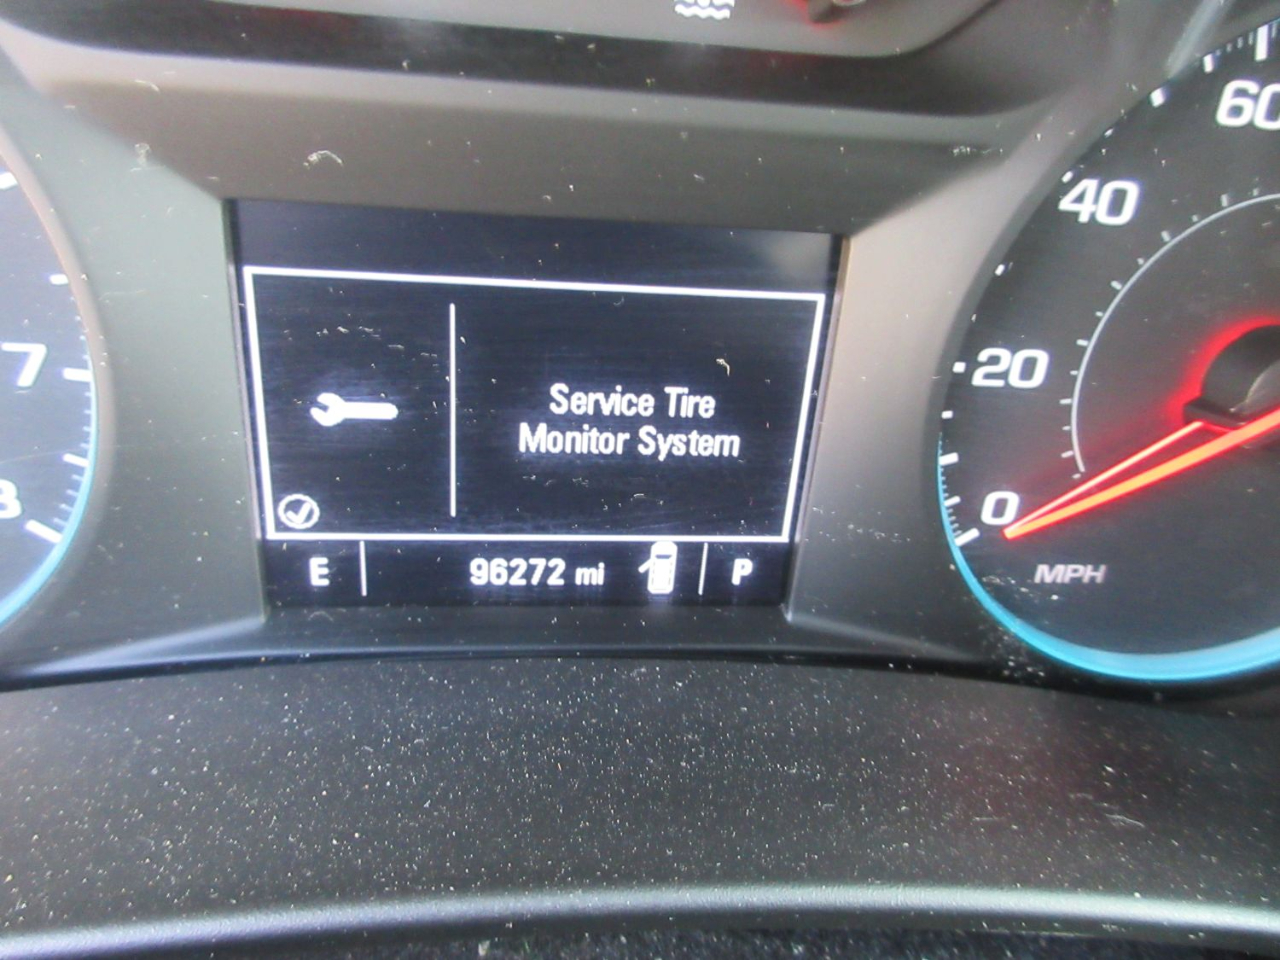 60
40
20
0
MPH
7
8
Service Tire
Monitor System
E
96272 mi
P